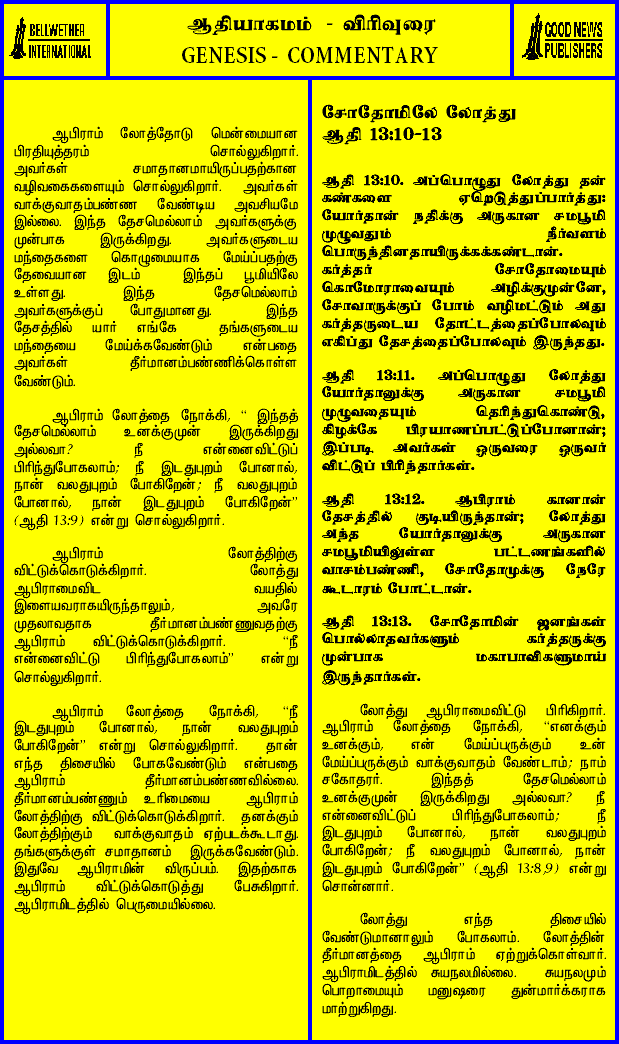 BELLWETHER
INTERNATIONAL
ஆதியாகமம் - விரிவுரை
GENESIS - COMMENTARY
GOOD NEWS
PUBLISHERS
ஆபிராம் லோத்தோடு மென்மையான
பிரதியுத்தரம் சொல்லுகிறார்.
அவர்கள் சமாதானமாயிருப்பதற்கான
வழிவகைகளையும் சொல்லுகிறார். அவர்கள்
வாக்குவாதம்பண்ண வேண்டிய அவசியமே
இல்லை. இந்த தேசமெல்லாம் அவர்களுக்கு
முன்பாக இருக்கிறது. அவர்களுடைய
மந்தைகளை கொழுமையாக மேய்ப்பதற்கு
தேவையான இடம் இந்தப் பூமியிலே
உள்ளது. இந்த தேசமெல்லாம்
அவர்களுக்குப் போதுமானது. இந்த
தேசத்தில் யார் எங்கே தங்களுடைய
மந்தையை மேய்க்கவேண்டும் என்பதை
அவர்கள் தீர்மானம்பண்ணிக்கொள்ள
வேண்டும்.
ஆபிராம் லோத்தை நோக்கி, “ இந்தத்
தேசமெல்லாம் உனக்குமுன் இருக்கிறது
அல்லவா? நீ என்னைவிட்டுப்
பிரிந்துபோகலாம்; நீ இடதுபுறம் போனால்,
நான் வலதுபுறம் போகிறேன்; நீ வலதுபுறம்
போனால், நான் இடதுபுறம் போகிறேன்”
(ஆதி 13:9) என்று சொல்லுகிறார்.
ஆபிராம் லோத்திற்கு
விட்டுக்கொடுக்கிறார். லோத்து
ஆபிராமைவிட வயதில்
இளையவராகயிருந்தாலும், அவரே
முதலாவதாக தீர்மானம்பண்ணுவதற்கு
ஆபிராம் விட்டுக்கொடுக்கிறார். “நீ
என்னைவிட்டு பிரிந்துபோகலாம்” என்று
சொல்லுகிறார்.
ஆபிராம் லோத்தை நோக்கி, “நீ
இடதுபுறம் போனால், நான் வலதுபுறம்
போகிறேன்” என்று சொல்லுகிறார். தான்
எந்த திசையில் போகவேண்டும் என்பதை
ஆபிராம் தீர்மானம்பண்ணவில்லை.
தீர்மானம்பண்ணும் உரிமையை ஆபிராம்
லோத்திற்கு விட்டுக்கொடுக்கிறார். தனக்கும்
லோத்திற்கும் வாக்குவாதம் ஏற்படக்கூடாது.
தங்களுக்குள் சமாதானம் இருக்கவேண்டும்.
இதுவே ஆபிராமின் விருப்பம். இதற்காக
ஆபிராம் விட்டுக்கொடுத்து பேசுகிறார்.
ஆபிராமிடத்தில் பெருமையில்லை.
சோதோமிலே லோத்து
ஆதி 13:10-13
ஆதி 13:10. அப்பொழுது லோத்து தன்
கண்களை ஏறெடுத்துப்பார்த்து:
யோர்தான் நதிக்கு அருகான சமபூமி
முழுவதும் நீர்வளம்
பொருந்தினதாயிருக்கக்கண்டான்.
கர்த்தர் சோதோமையும்
கொமோராவையும் அழிக்குமுன்னே,
சோவாருக்குப் போம் வழிமட்டும் அது
கர்த்தருடைய தோட்டத்தைப்போலவும்
எகிப்து தேசத்தைப்போலவும் இருந்தது.
ஆதி 13:11. அப்பொழுது லோத்து
யோர்தானுக்கு அருகான சமபூமி
முழுவதையும் தெரிந்துகொண்டு,
கிழக்கே பிரயாணப்பட்டுப்போனான்;
இப்படி அவர்கள் ஒருவரை ஒருவர்
விட்டுப் பிரிந்தார்கள்.
ஆதி 13:12. ஆபிராம் கானான்
தேசத்தில் குடியிருந்தான்; லோத்து
அந்த யோர்தானுக்கு அருகான
சமபூமியிலுள்ள பட்டணங்களில்
வாசம்பண்ணி, சோதோமுக்கு நேரே
கூடாரம் போட்டான்.
ஆதி 13:13. சோதோமின் ஜனங்கள்
பொல்லாதவர்களும் கர்த்தருக்கு
முன்பாக மகாபாவிகளுமாய்
இருந்தார்கள்.
லோத்து ஆபிராமைவிட்டு பிரிகிறார்.
ஆபிராம் லோத்தை நோக்கி, “எனக்கும்
உனக்கும், என் மேய்ப்பருக்கும் உன்
மேய்ப்பருக்கும் வாக்குவாதம் வேண்டாம்; நாம்
சகோதரர். இந்தத் தேசமெல்லாம்
உனக்குமுன் இருக்கிறது அல்லவா? நீ
என்னைவிட்டுப் பிரிந்துபோகலாம்; நீ
இடதுபுறம் போனால், நான் வலதுபுறம்
போகிறேன்; நீ வலதுபுறம் போனால், நான்
இடதுபுறம் போகிறேன்” (ஆதி 13:8,9) என்று
சொன்னார்.
லோத்து எந்த திசையில்
வேண்டுமானாலும் போகலாம். லோத்தின்
தீர்மானத்தை ஆபிராம் ஏற்றுக்கொள்வார்.
ஆபிராமிடத்தில் சுயநலமில்லை. சுயநலமும்
பொறாமையும் மனுஷரை துன்மார்க்கராக
மாற்றுகிறது.